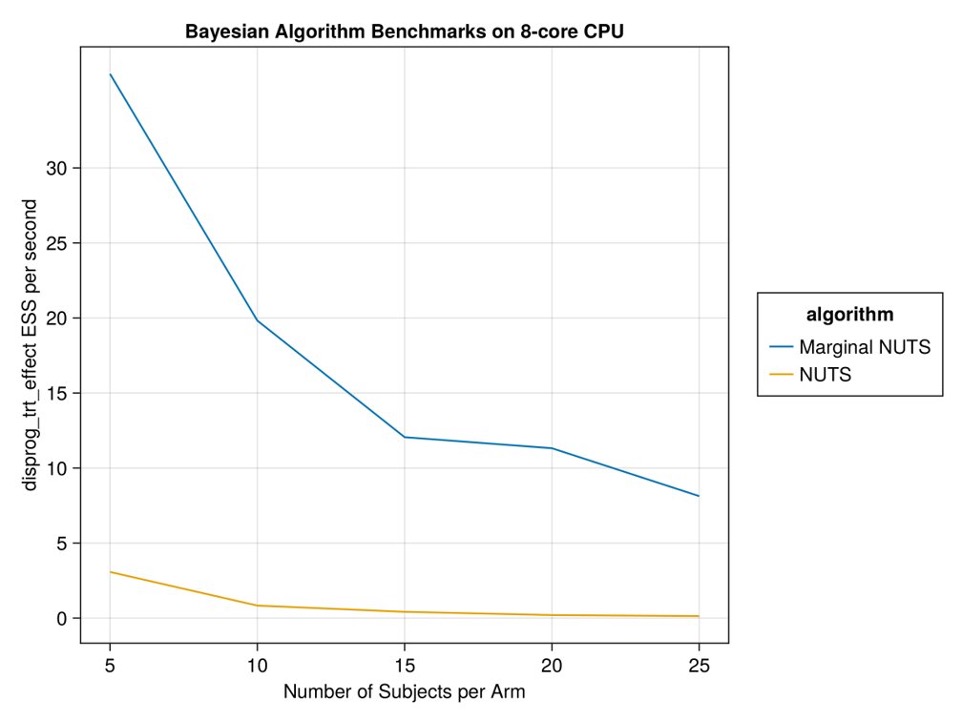 Bayesian Algorithm Benchmarks on 8-core CPU
disprog_trt_effect ESS per second
30
25
20
15
10
5
0
5 10 15 20 25
Number of Subjects per Arm
algorithm
Marginal NUTS
NUTS